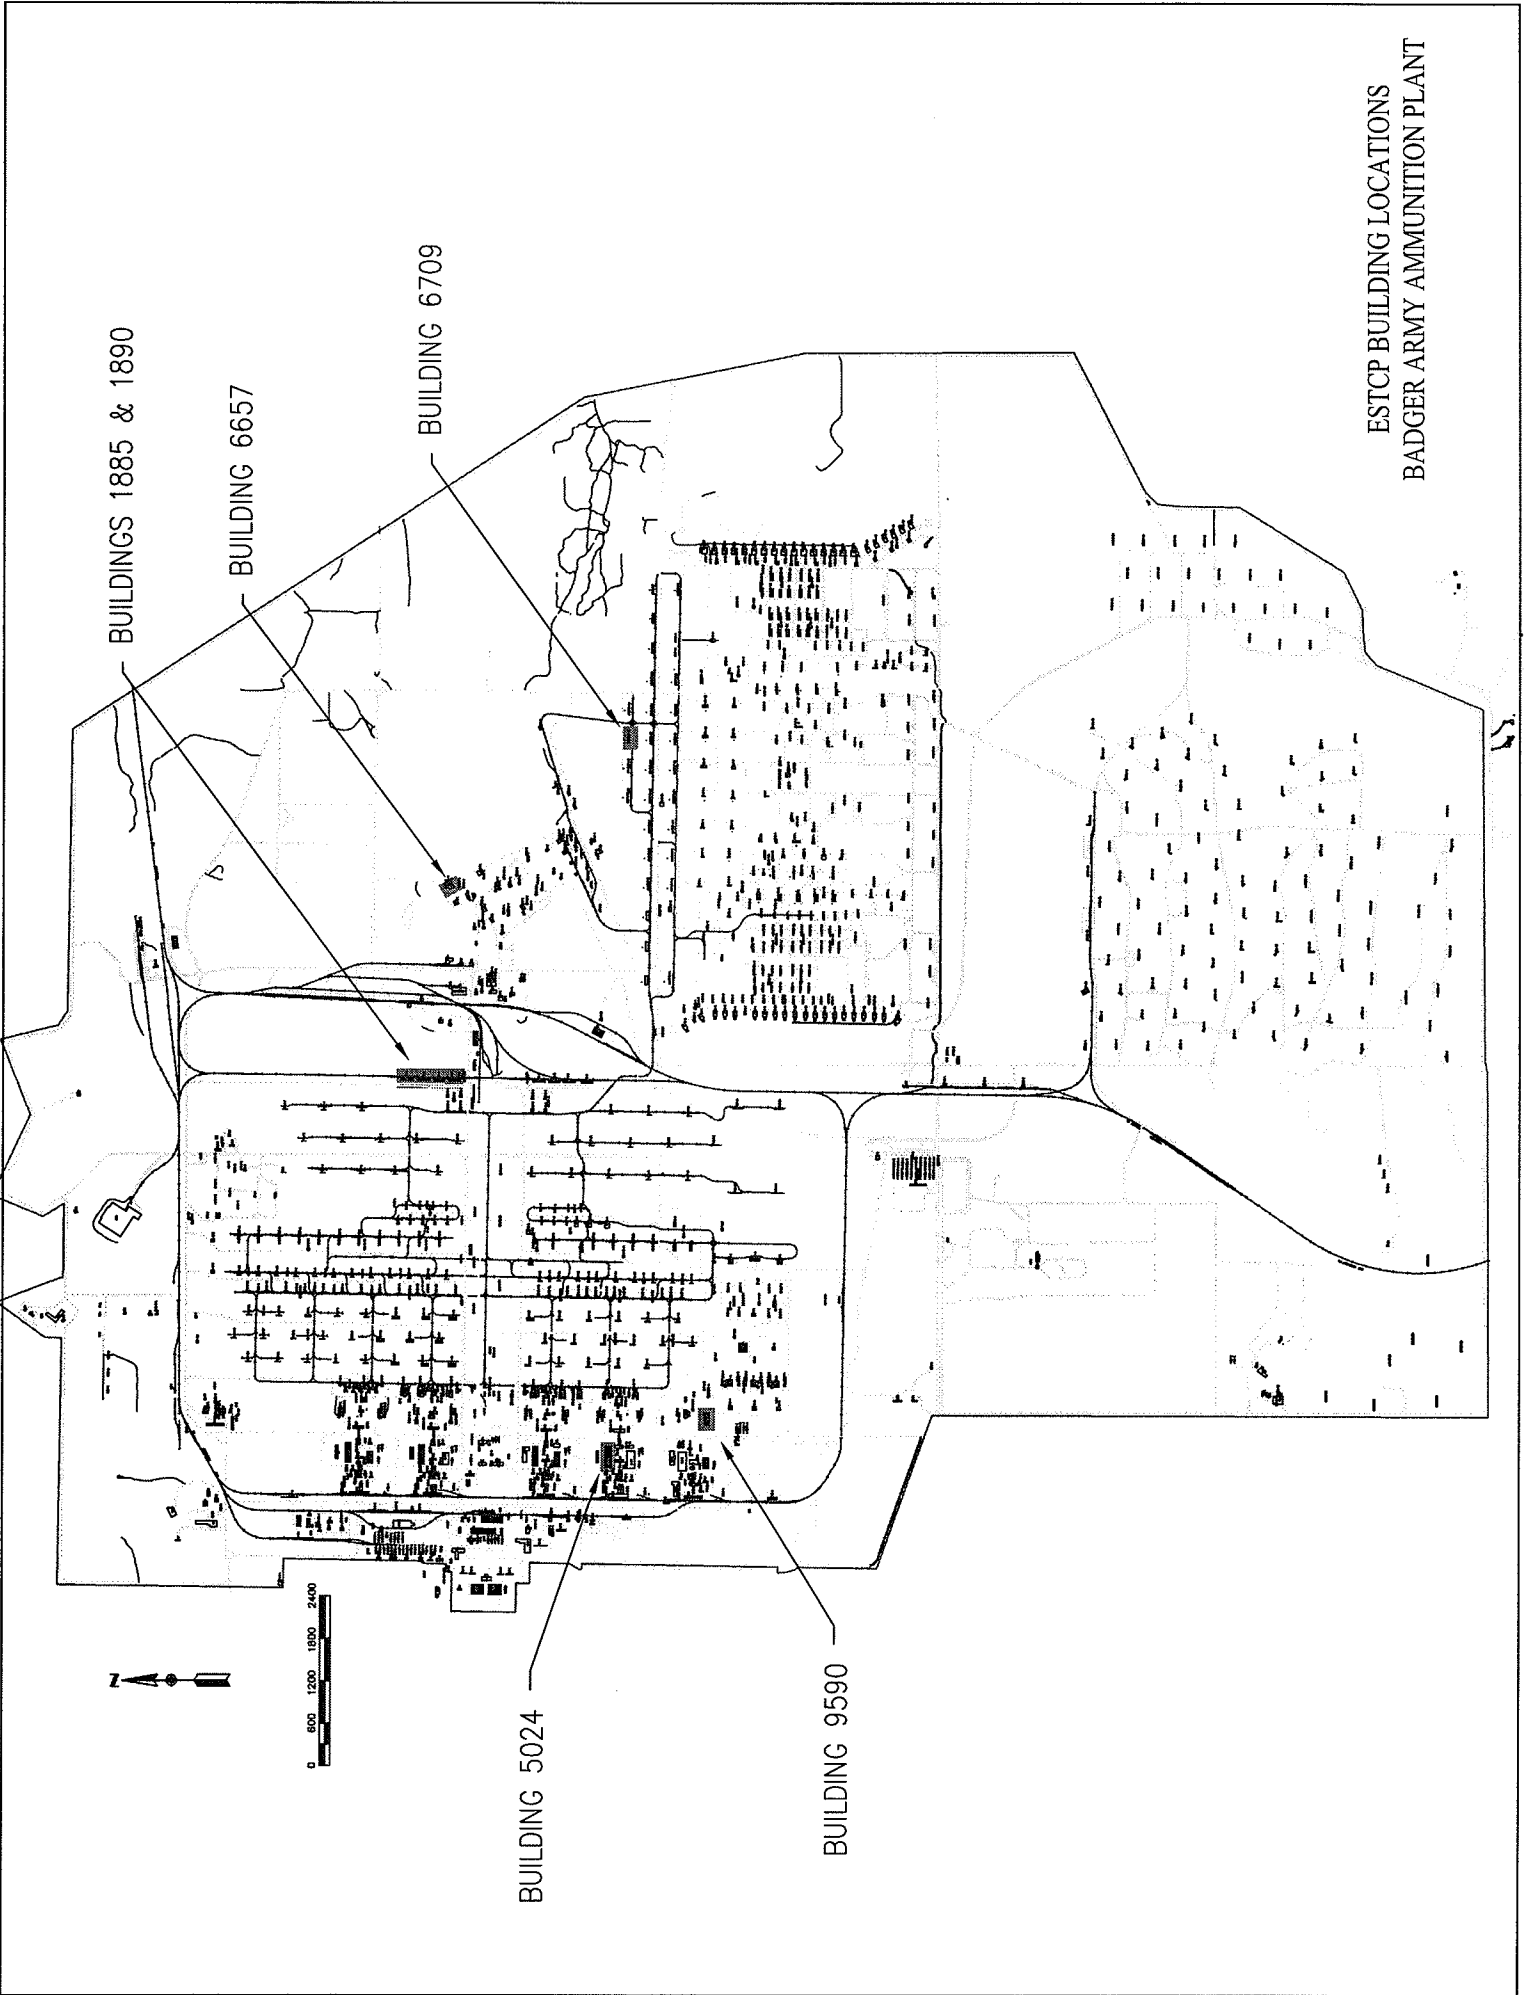 BUILDINGS 1885 & 1890
BUILDING 6657
BUILDING 6709
N
0 600 1200 1800 2400
BUILDING 5024
BUILDING 9590
ESTCP BUILDING LOCATIONS
BADGER ARMY AMMUNITION PLANT